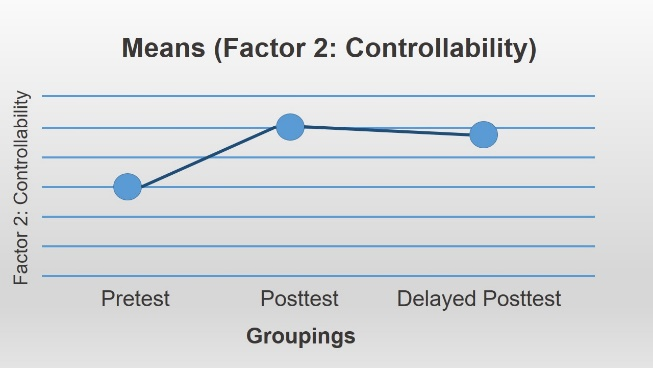 Means (Factor 2: Controllability)
Factor 2: Controllability
Pretest
Posttest
Delayed Posttest
Groupings